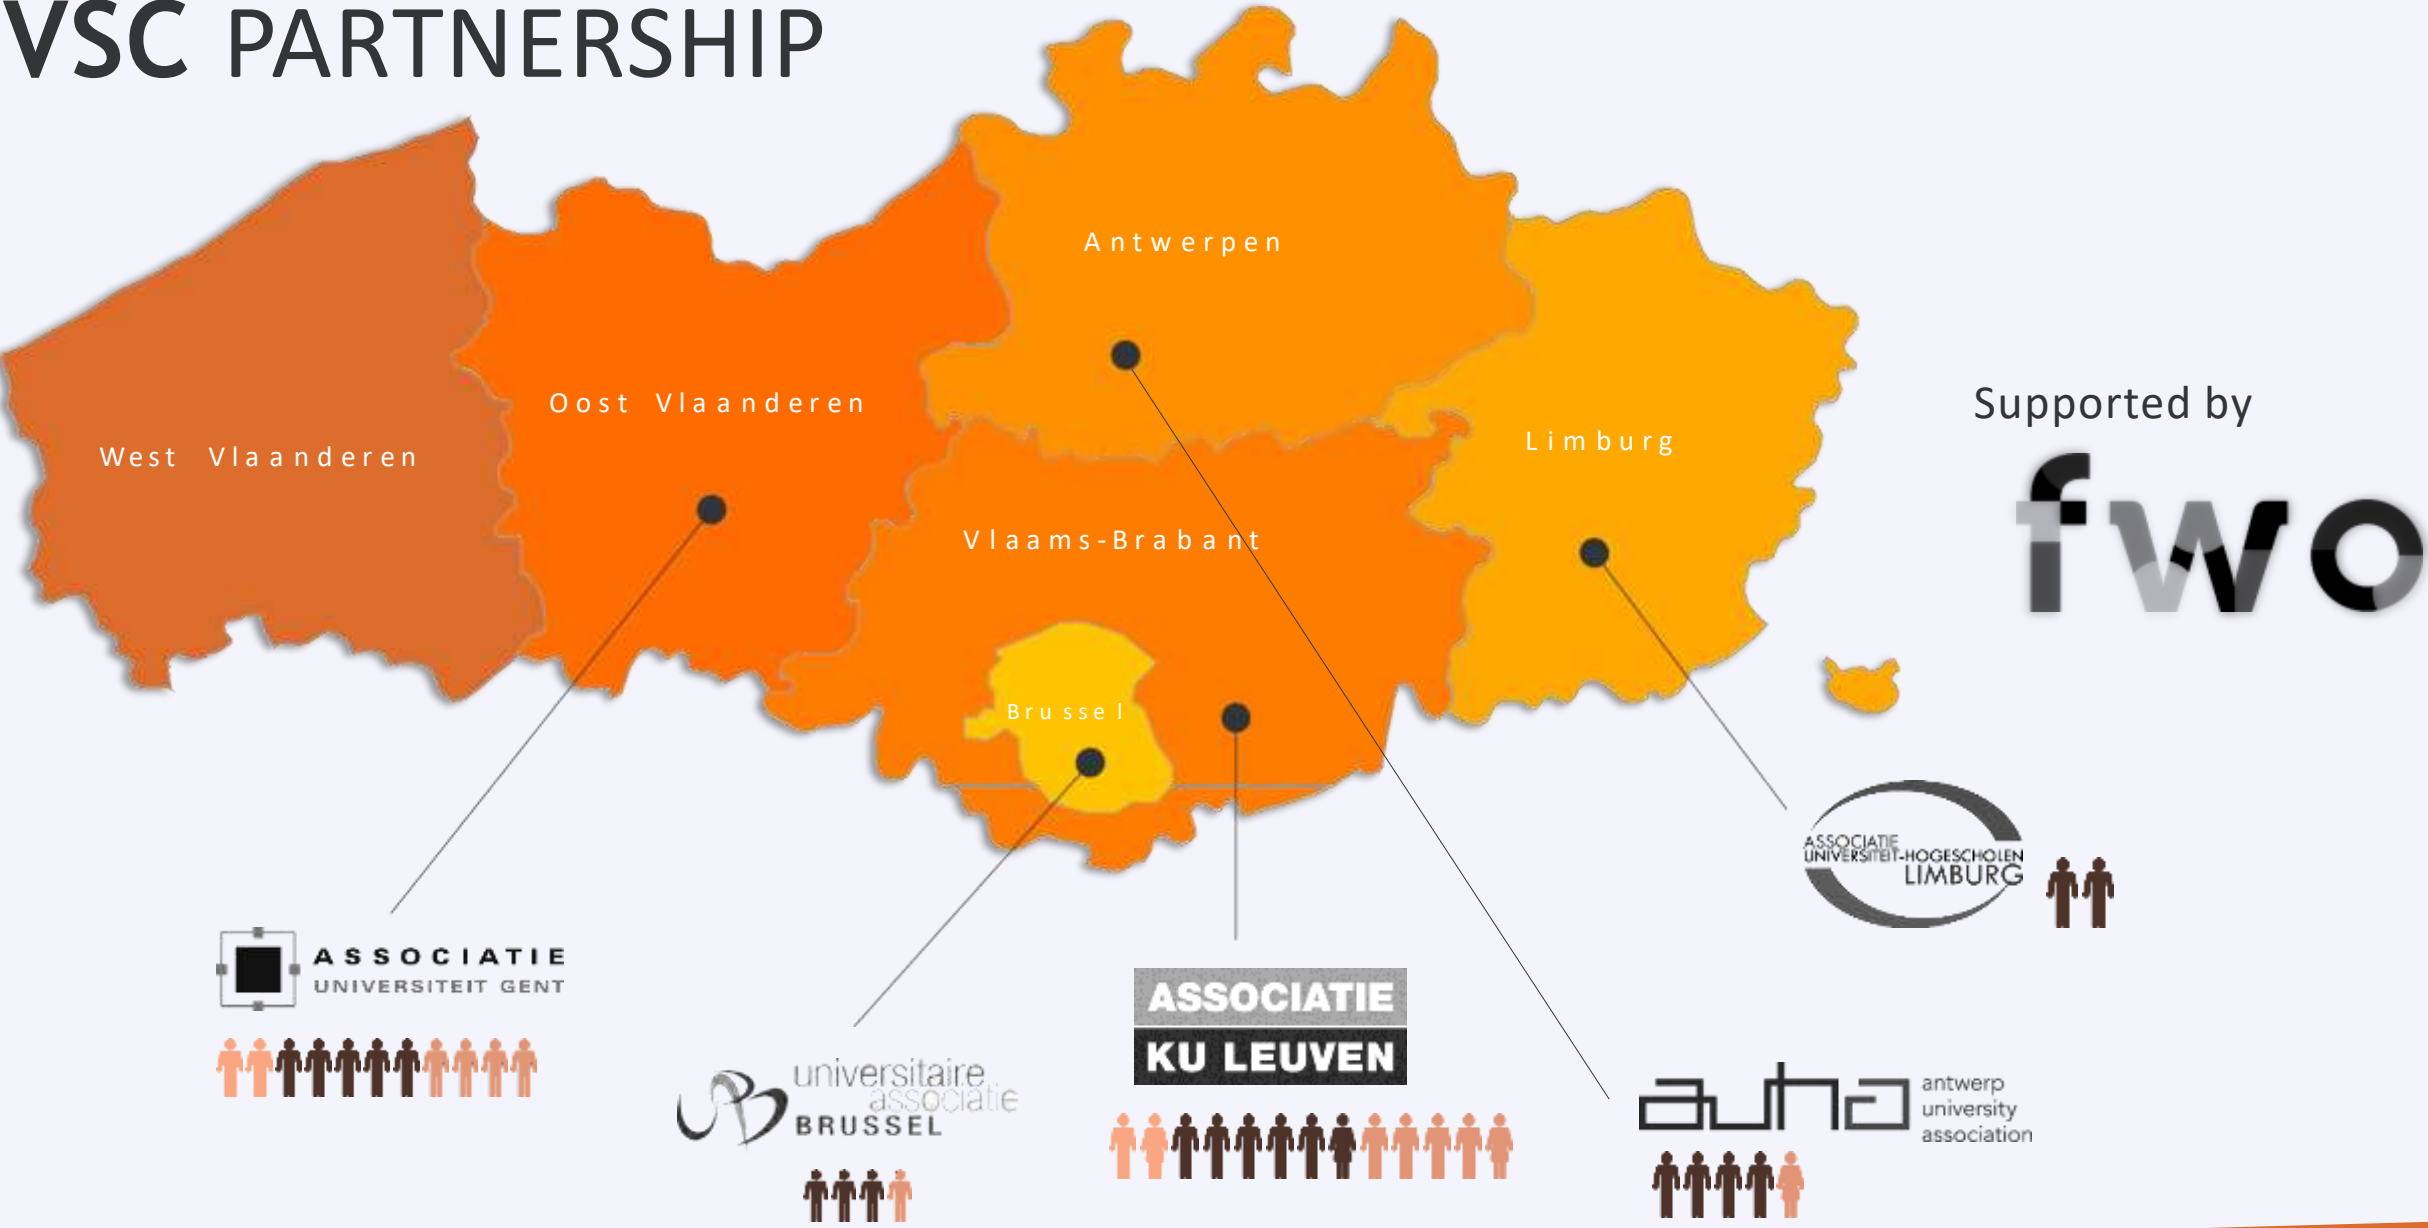 VSC PARTNERSHIP
Antwerpen
Oost Vlaanderen
West Vlaanderen
Limburg
Vlaams-Brabant
Brussel
Supported by
fwo
ASSOCIATIE
UNIVERSITEIT-HOGESCHOLEN
LIMBURG
ASSOCIATIE
UNIVERSITEIT GENT
universitaire
associatie
BRUSSEL
ASSOCIATIE
KU LEUVEN
auha
antwerp
university
association